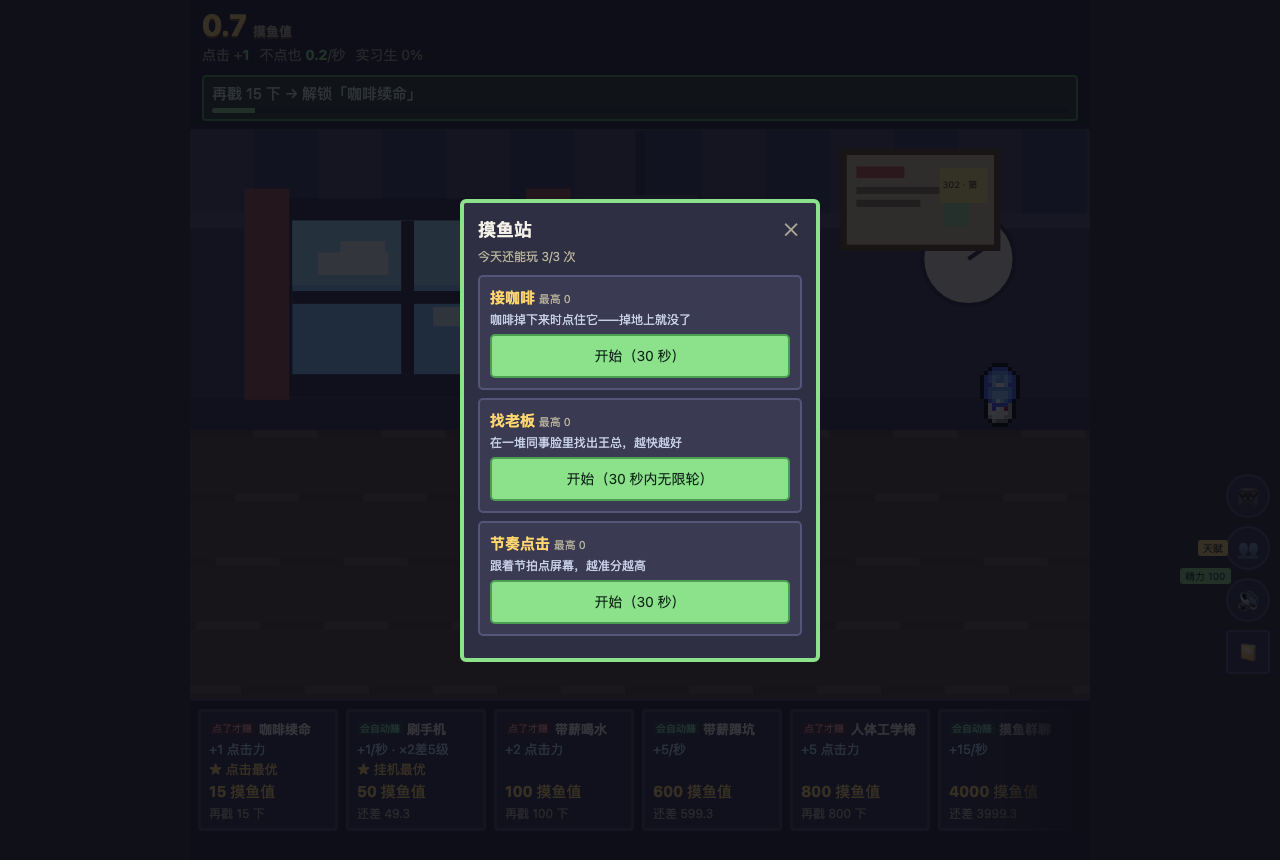 0.7 摸鱼值
点击 +1 不点也 0.2/秒 实习生 0%
再戳 15 下 → 解锁「咖啡续命」
302 · 随
摸鱼站
今天还能玩 3/3 次
接咖啡 最高 0
咖啡掉下来时点住它——掉地上就没了
开始（30 秒）
找老板 最高 0
在一堆同事脸里找出王总，越快越好
开始（30 秒内无限轮）
节奏点击 最高 0
跟着节拍点屏幕，越准分越高
开始（30 秒）
天赋
精力 100
点了才赚 咖啡续命
+1 点击力
★ 点击最优
15 摸鱼值
再戳 15 下
会自动赚 刷手机
+1/秒 · ×2差5级
★ 挂机最优
50 摸鱼值
还差 49.3
点了才赚 带薪喝水
+2 点击力
100 摸鱼值
再戳 100 下
会自动赚 带薪蹲坑
+5/秒
600 摸鱼值
还差 599.3
点了才赚 人体工学椅
+5 点击力
800 摸鱼值
再戳 800 下
会自动赚 摸鱼群聊
+15/秒
4000 摸鱼值
还差 3999.3